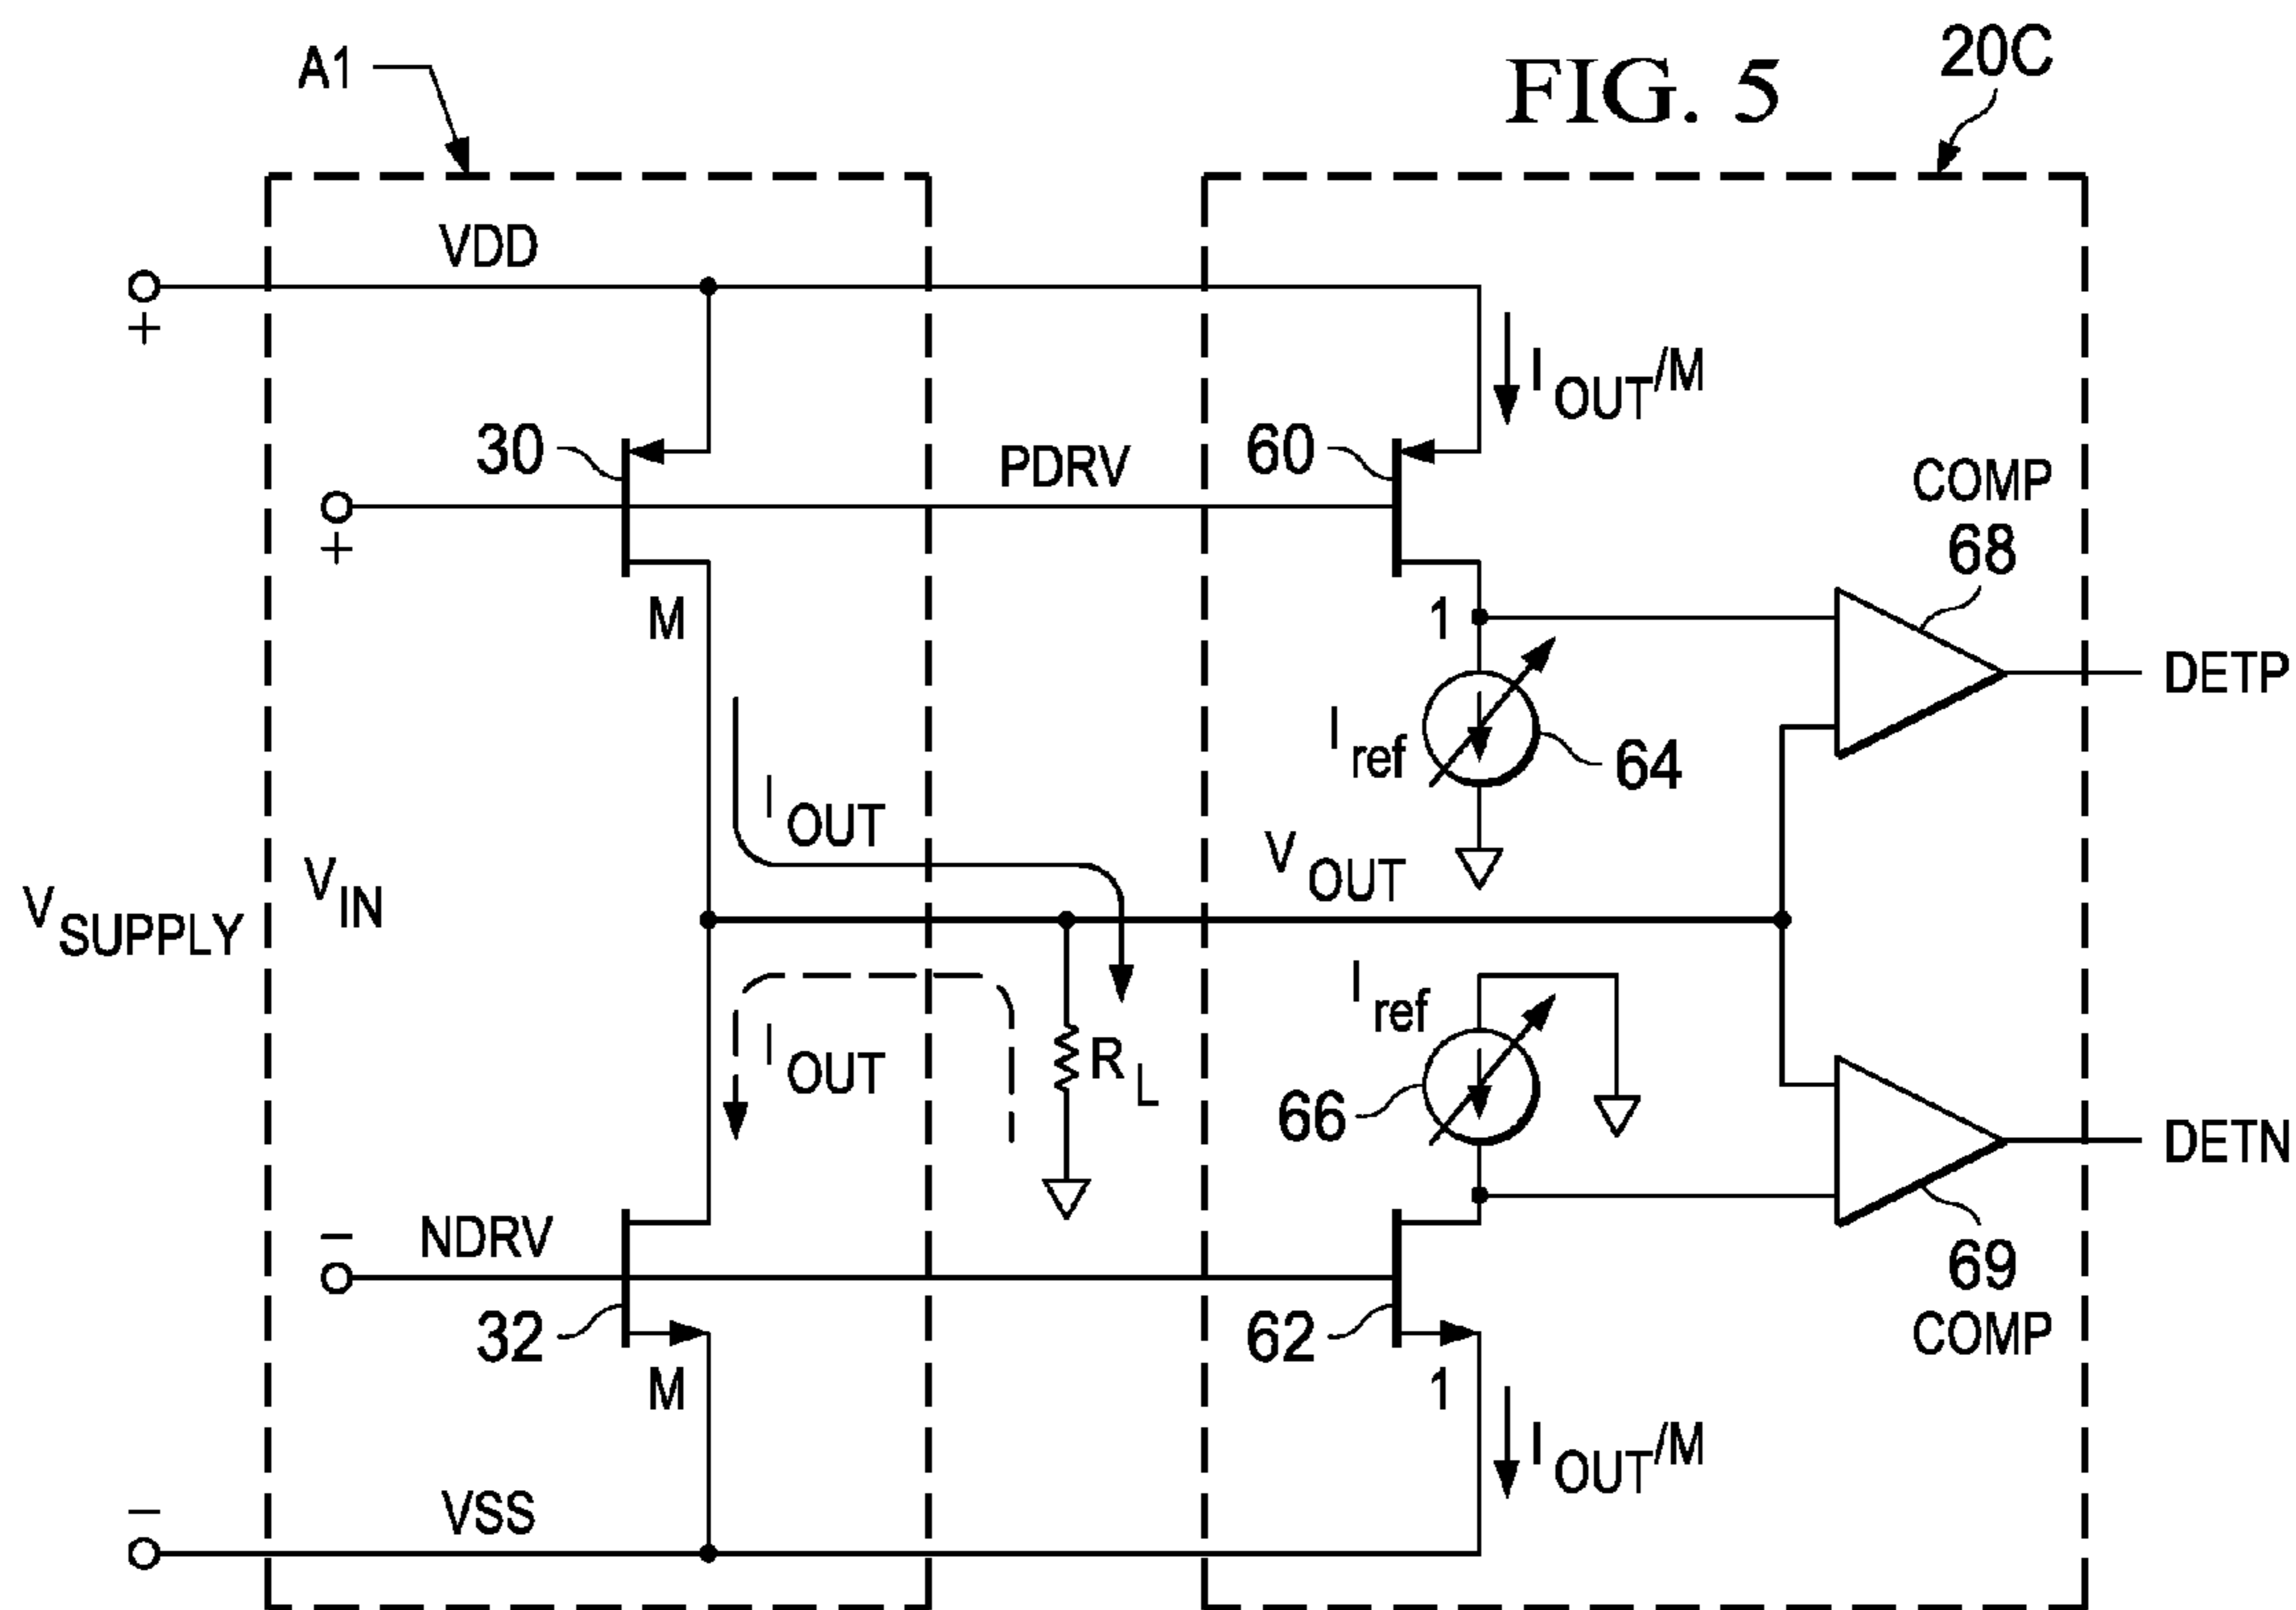 A1
FIG. 5
20C
VDD
+
I OUT/M
30
PDRV
60
COMP
68
+
M
1
DETP
I ref
64
I OUT
V OUT
V SUPPLY
V IN
I ref
I OUT
R L
66
DETN
NDRV
−
32
62
69
COMP
M
1
I OUT/M
VSS
−